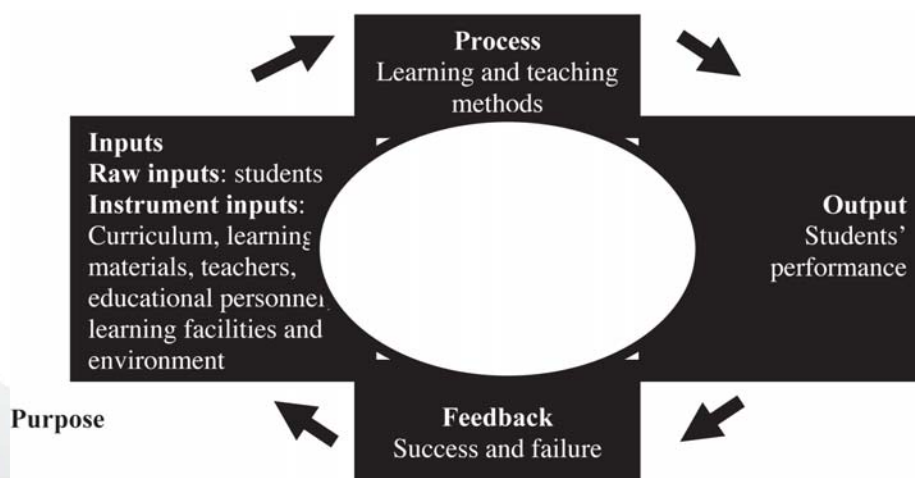 Process
Learning and teaching
methods
Inputs
Raw inputs: students
Instrument inputs:
Curriculum, learning
materials, teachers,
educational personnel,
learning facilities and
environment
Output
Students'
performance
Purpose
Feedback
Success and failure